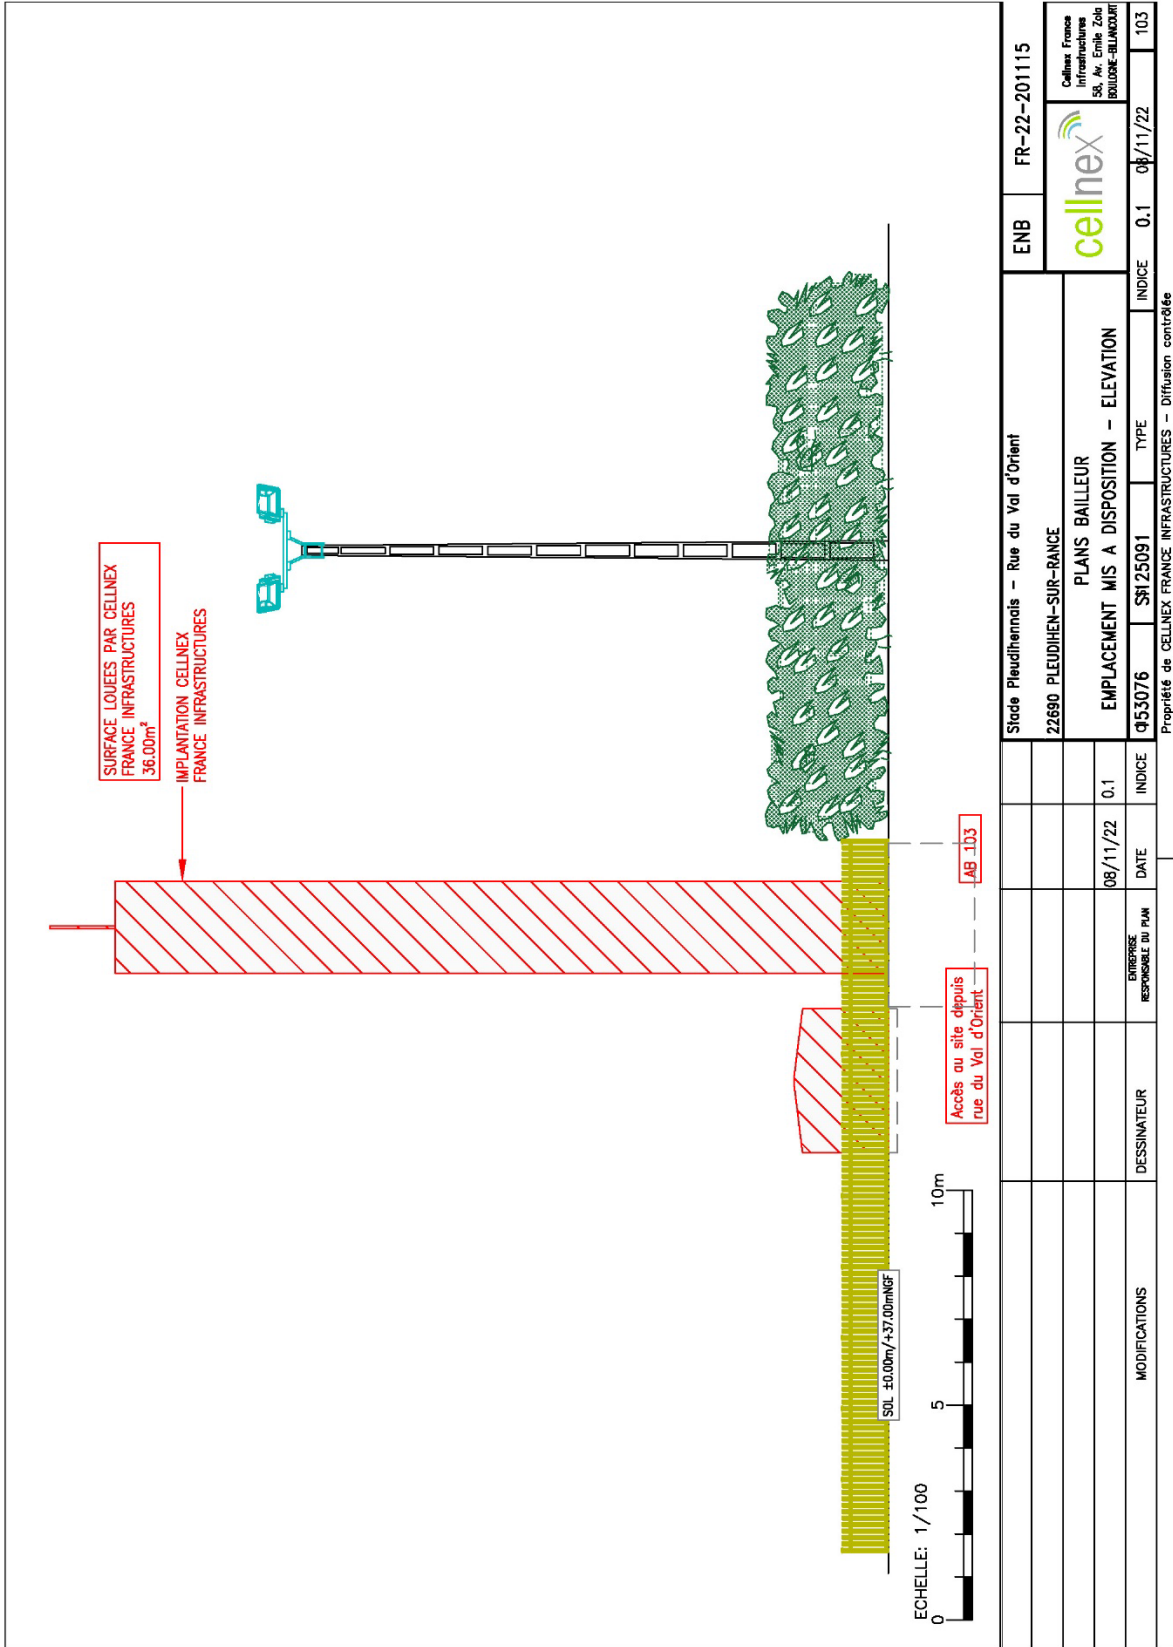 SURFACE LOUEES PAR CELLNEX
FRANCE INFRASTRUCTURES
36.00m²
IMPLANTATION CELLNEX
FRANCE INFRASTRUCTURES
SOL ±0.00m/+37.00mNGF
Accès au site depuis
rue du Val d'Orient
AB 103
ECHELLE: 1/100
0
5
10m
Stade Pleudihennais - Rue du Val d'Orient
22690 PLEUDIHEN-SUR-RANCE
ENB
FR-22-201115
PLANS BAILLEUR
EMPLACEMENT MIS A DISPOSITION - ELEVATION
cellnex
Cellnex France
Infrastructures
58, Av. Emile Zola
BOULOGNE-BILLANCOURT
08/11/22
0.1
MODIFICATIONS
DESSINATEUR
ENTREPRISE
RESPONSABLE DU PLAN
DATE
INDICE
TYPE
INDICE
0.1
08/11/22
103
Propriété de CELLNEX FRANCE INFRASTRUCTURES - Diffusion contrôlée